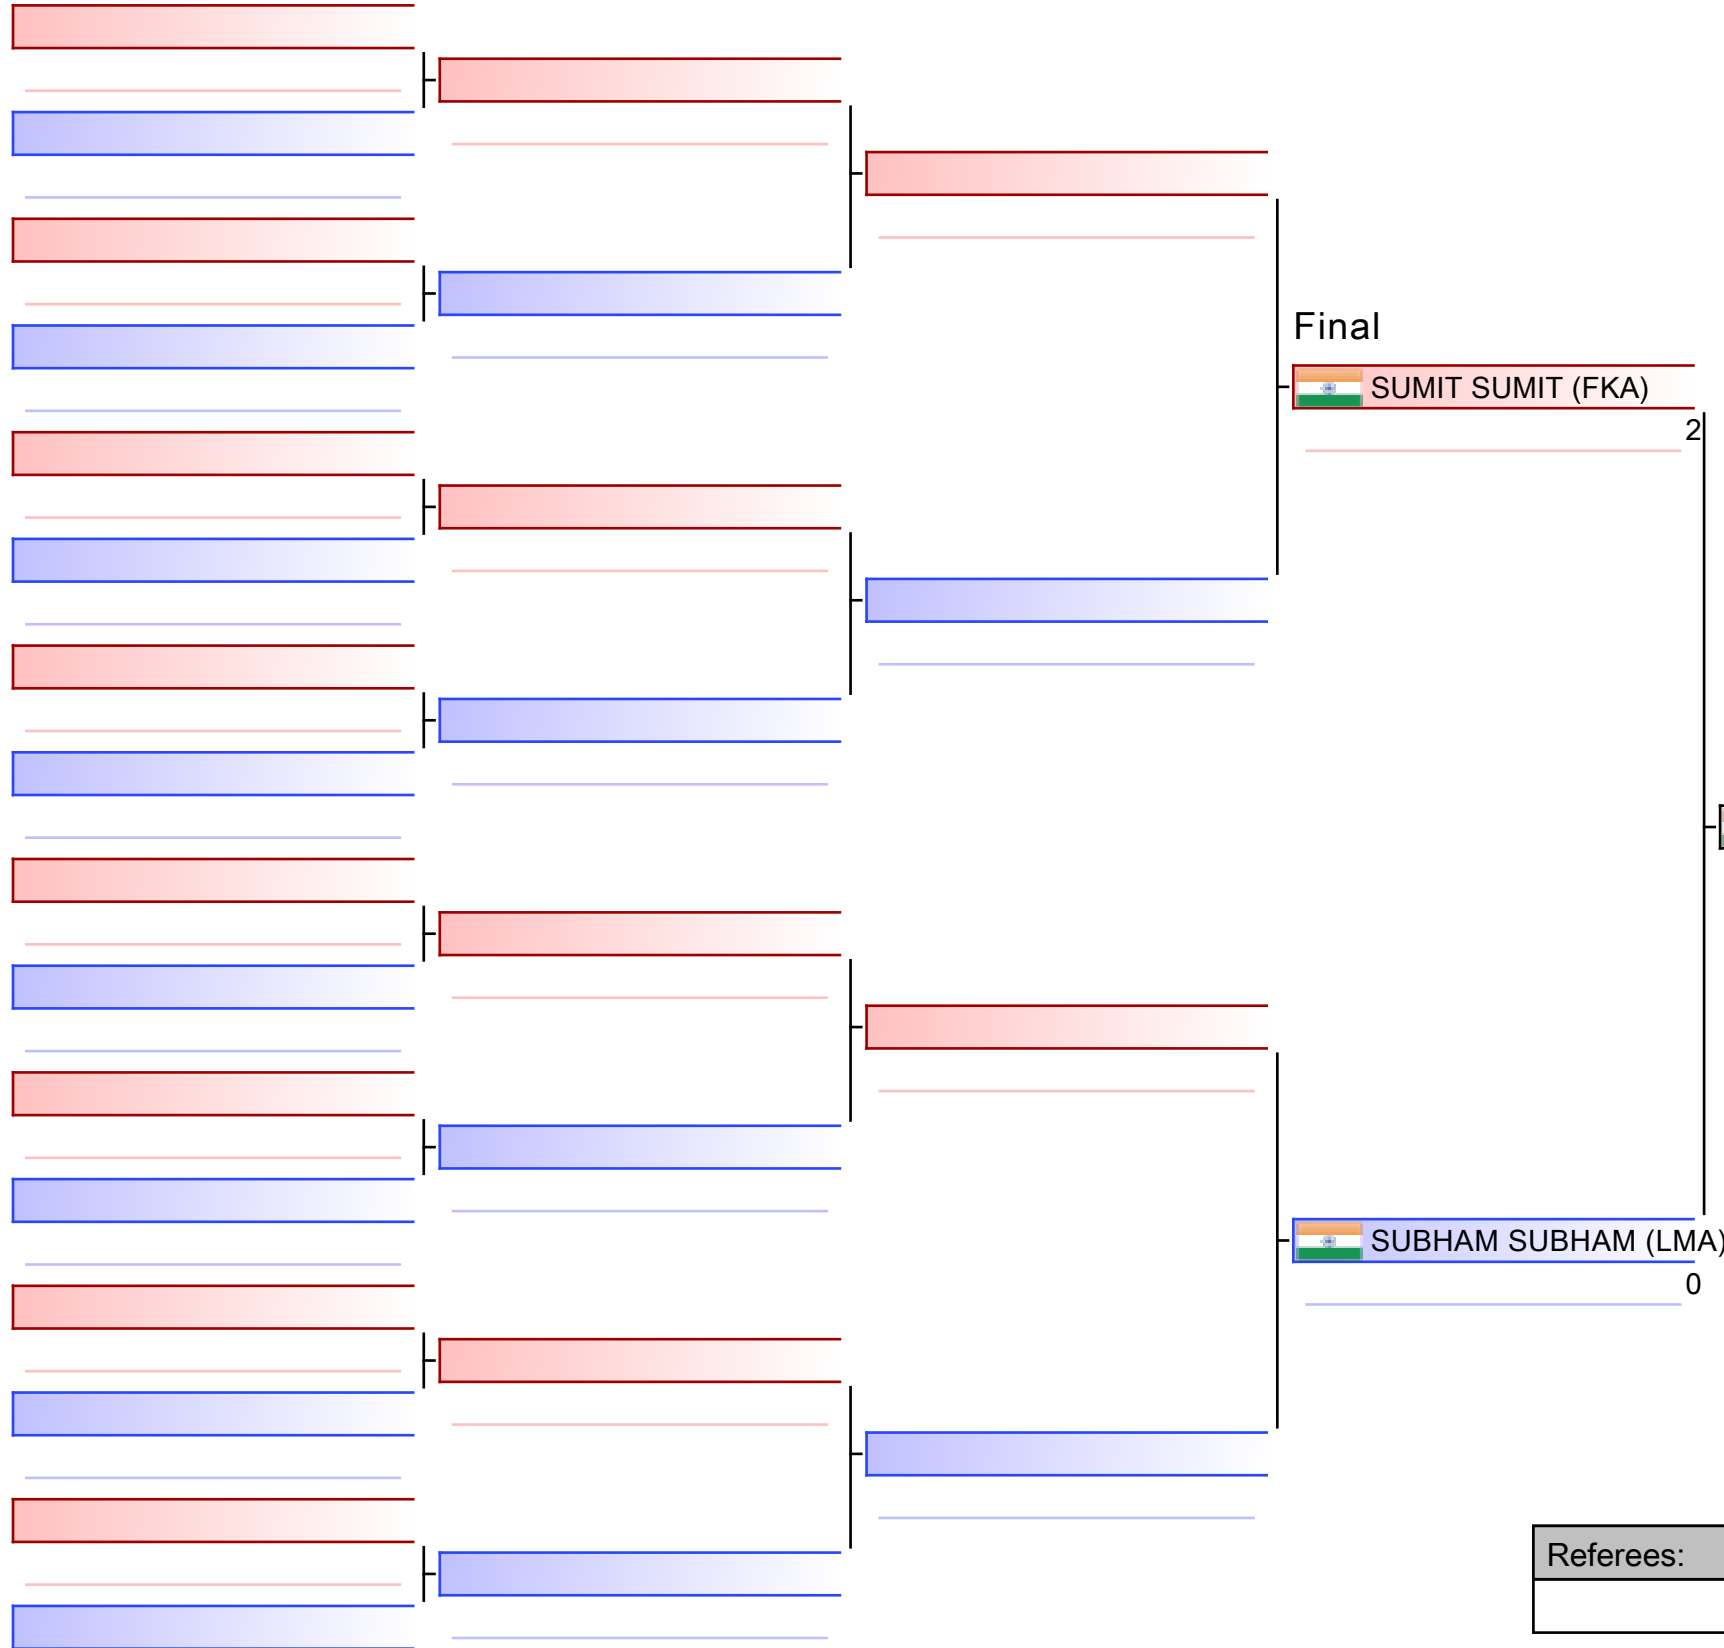 Final
SUMIT SUMIT (FKA)
2
SUBHAM SUBHAM (LMA)
0
Referees: